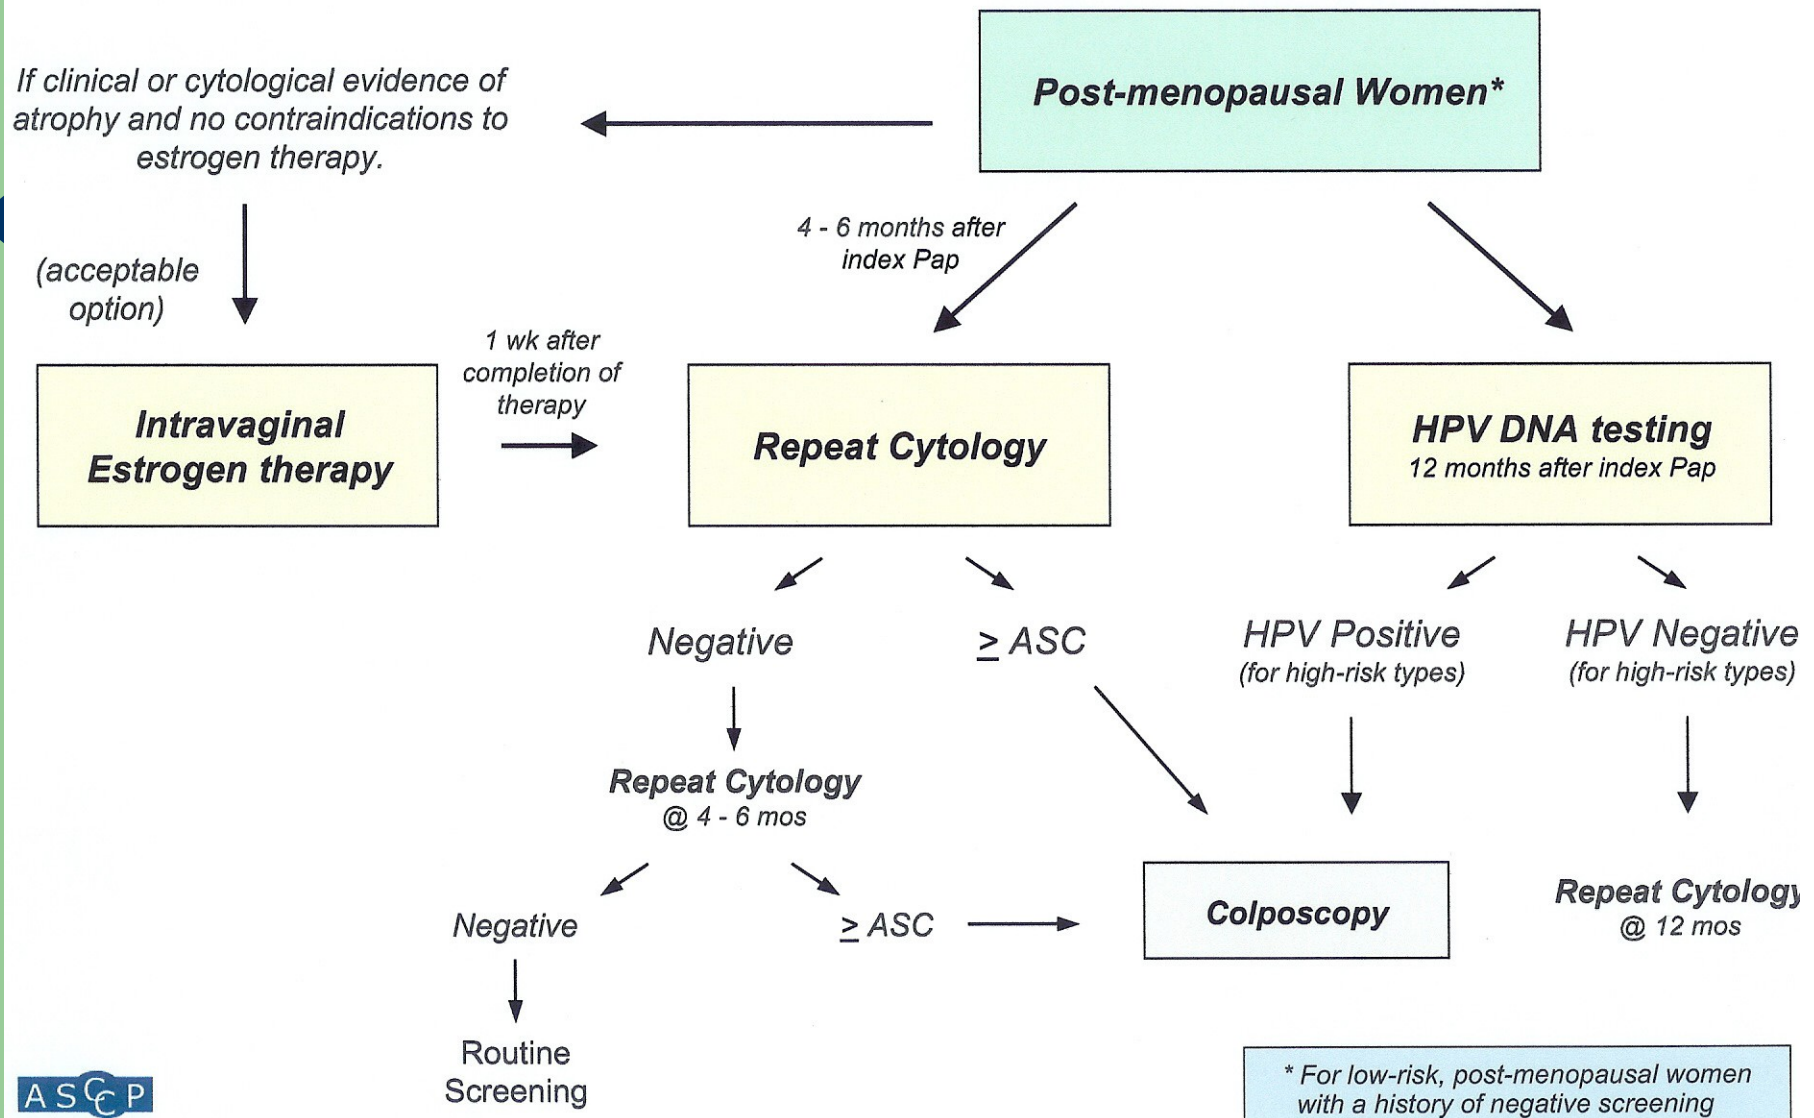 Post-menopausal Women*
If clinical or cytological evidence of
atrophy and no contraindications to
estrogen therapy.
4 - 6 months after
index Pap
(acceptable
option)
1 wk after
completion of
therapy
Intravaginal
Estrogen therapy
Repeat Cytology
HPV DNA testing
12 months after index Pap
Negative
≥ ASC
HPV Positive
(for high-risk types)
HPV Negative
(for high-risk types)
Repeat Cytology
@ 4 - 6 mos
Negative
≥ ASC
Colposcopy
Repeat Cytology
@ 12 mos
Routine
Screening
ASCCP
* For low-risk, post-menopausal women
with a history of negative screening